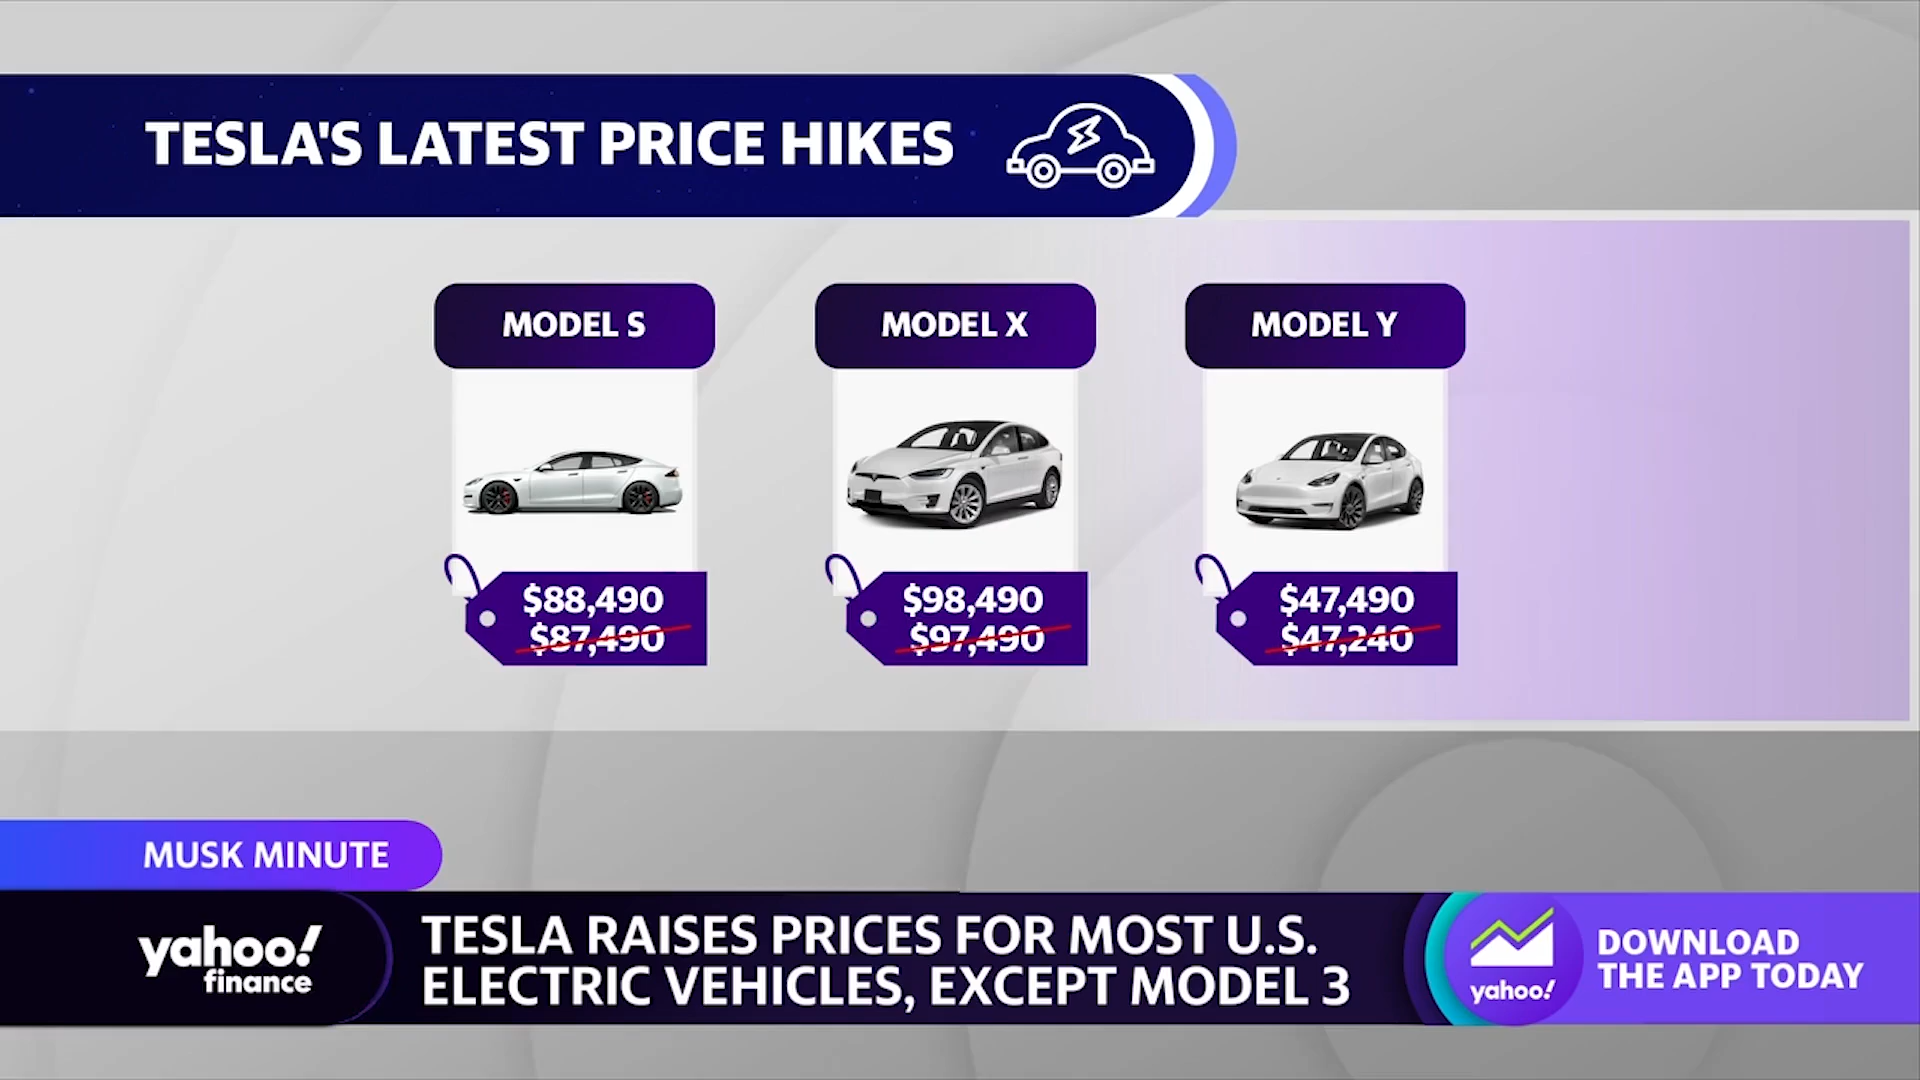 TESLA'S LATEST PRICE HIKES
MODEL S
$88,490
$87,490
MODEL X
$98,490
$97,490
MODEL Y
$47,490
$47,240
MUSK MINUTE
yahoo!
finance
TESLA RAISES PRICES FOR MOST U.S.
ELECTRIC VEHICLES, EXCEPT MODEL 3
yahoo!
DOWNLOAD
THE APP TODAY